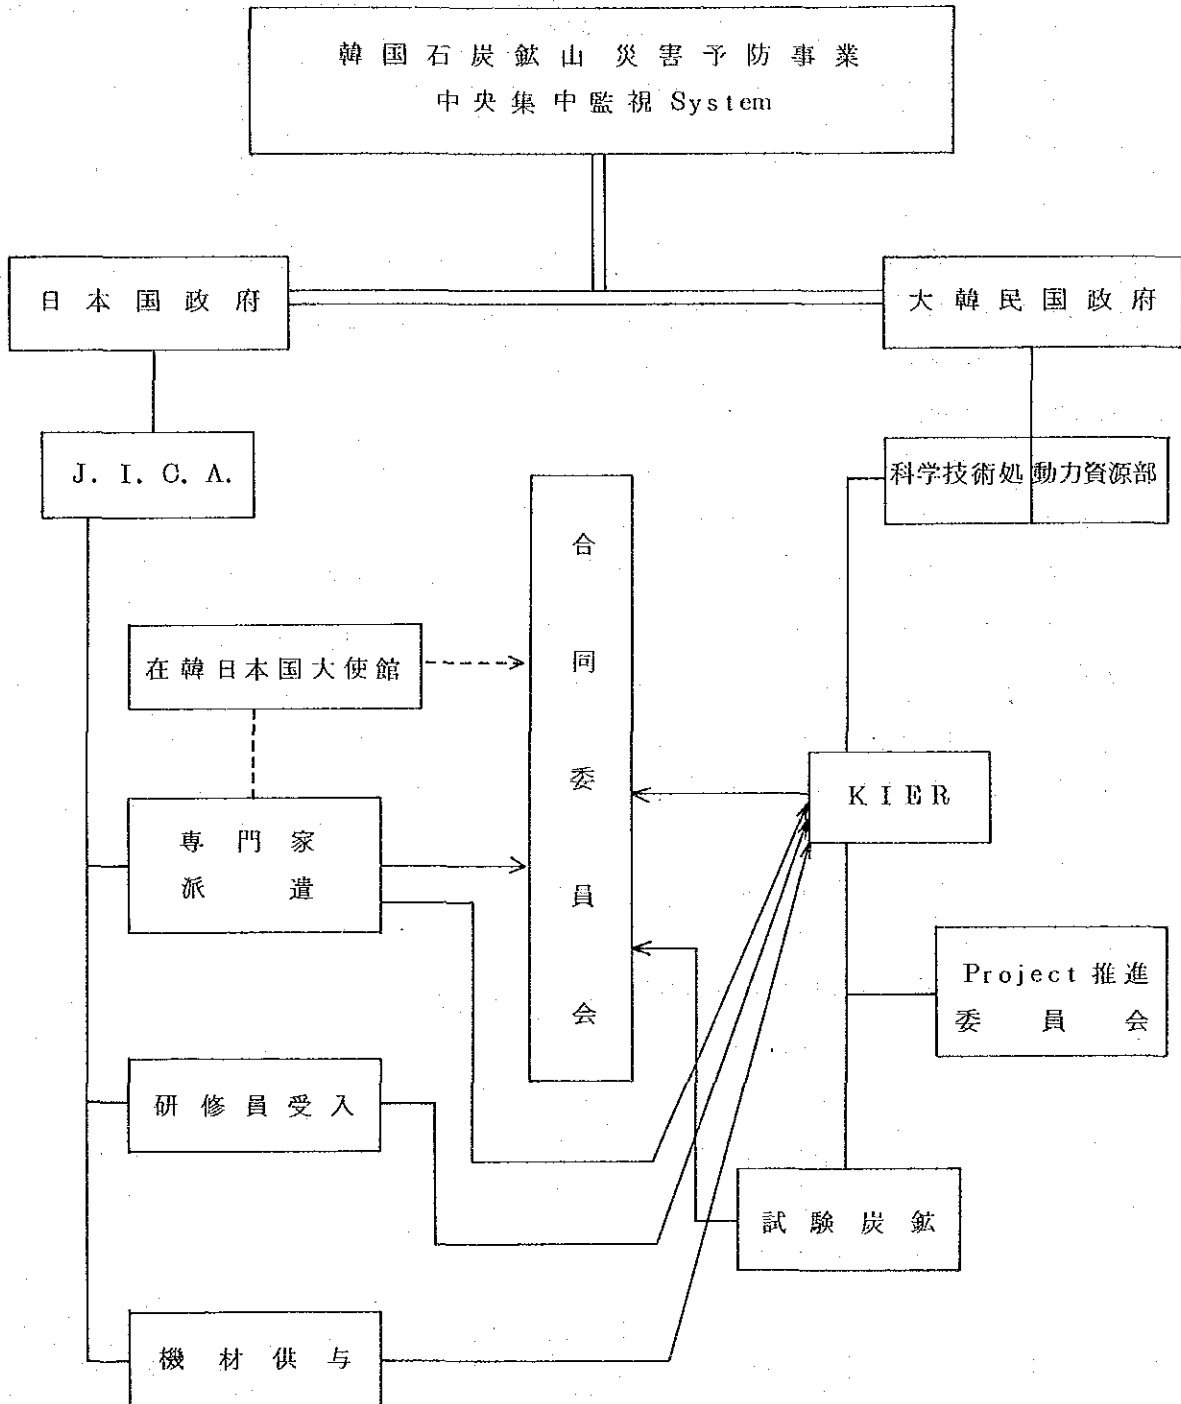 韓国石炭鉱山災害予防事業
中央集中監視 System
日本国政府
大韓民国政府
J. I. C. A.
科学技術処 動力資源部
合同委員会
在韓日本国大使館
KIER
専門家
派遣
Project 推進
委員会
研修員受入
試験炭鉱
機材供与